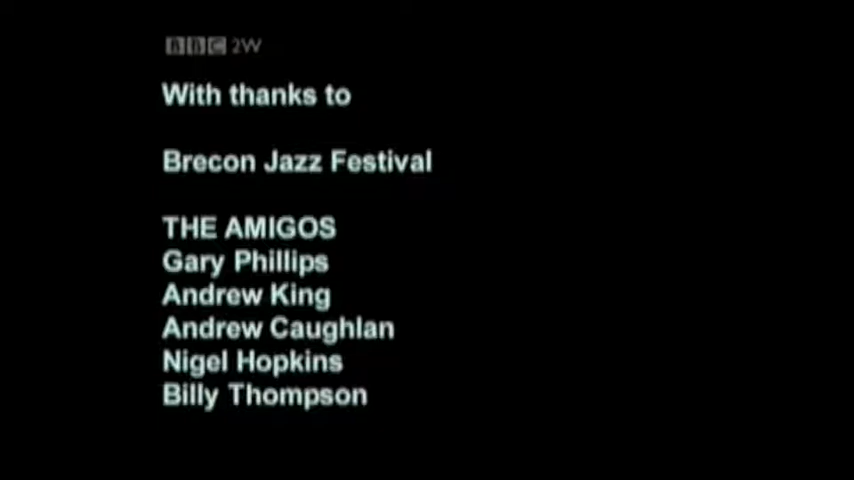 BBC 2W
With thanks to
Brecon Jazz Festival
THE AMIGOS
Gary Phillips
Andrew King
Andrew Caughlan
Nigel Hopkins
Billy Thompson